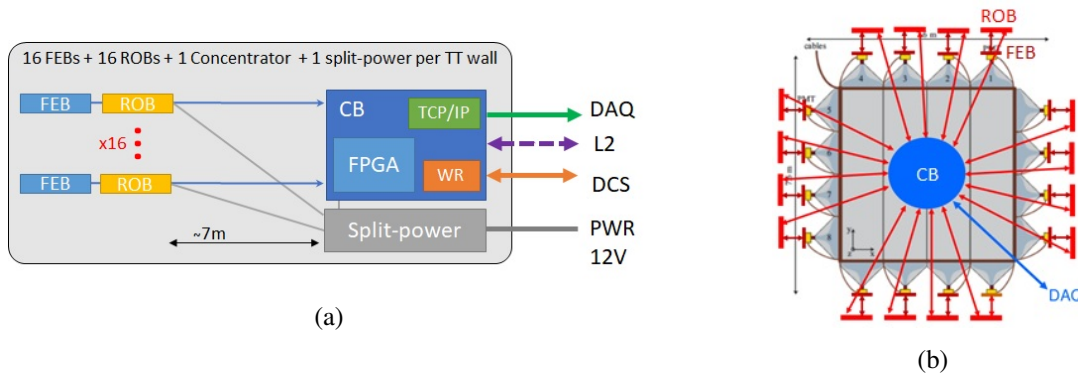 16 FEBs + 16 ROBs + 1 Concentrator + 1 split-power per TT wall
FEB ROB
x16
FEB ROB
~7m
CB
TCP/IP
FPGA
WR
Split-power
DAQ
L2
DCS
PWR
12V
(a)
ROB
m
FEB
cables
4 3 2 1
PMT
5
6
7
8
CB
y
z x
DAQ
(b)